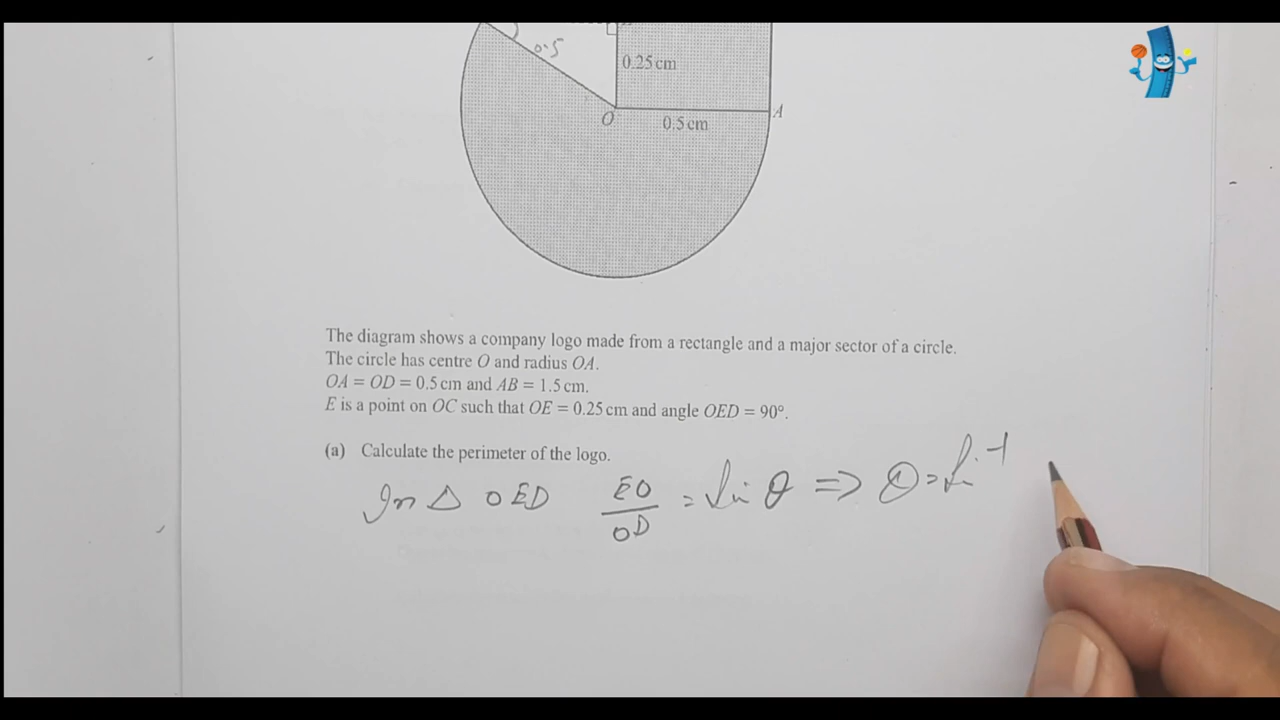 0.5
0.25 cm
O
0.5 cm
A
The diagram shows a company logo made from a rectangle and a major sector of a circle.
The circle has centre O and radius OA.
OA = OD = 0.5 cm and AB = 1.5 cm.
E is a point on OC such that OE = 0.25 cm and angle OED = 90°.
(a) Calculate the perimeter of the logo.
In △ OED EO/OD = sin θ => θ = sin⁻¹